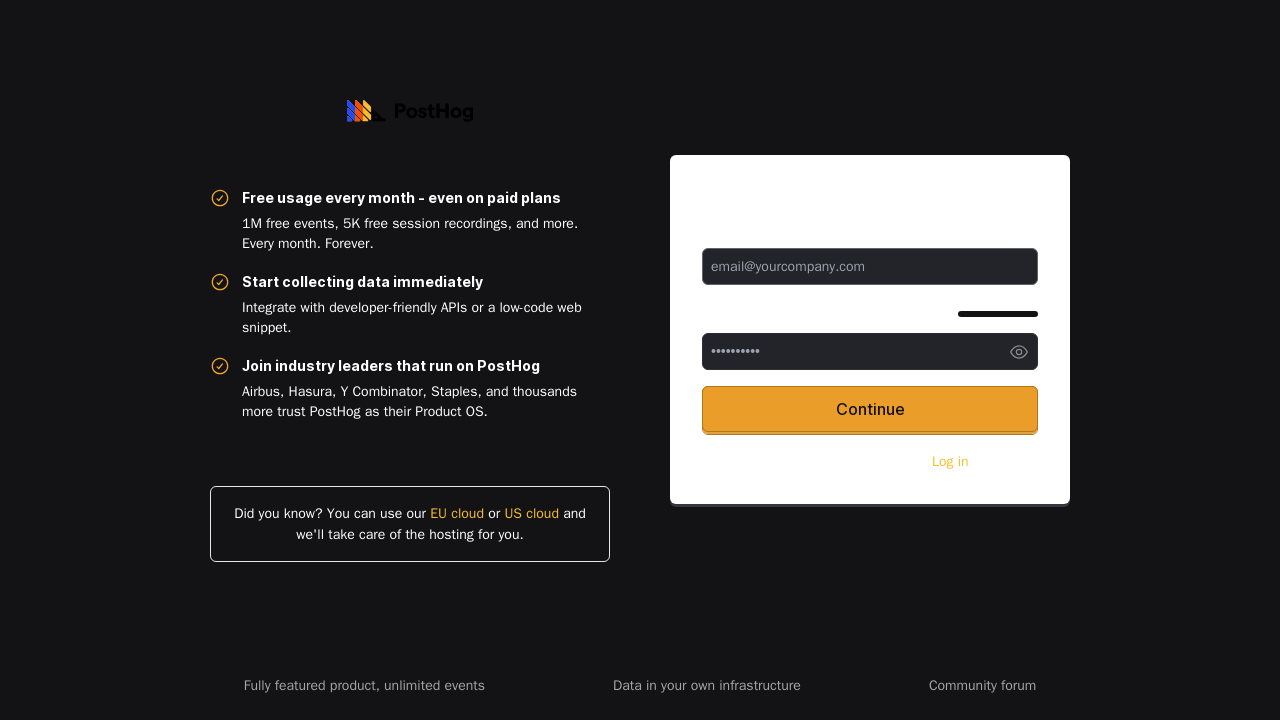 PostHog
Free usage every month - even on paid plans
1M free events, 5K free session recordings, and more.
Every month. Forever.
Start collecting data immediately
Integrate with developer-friendly APIs or a low-code web
snippet.
Join industry leaders that run on PostHog
Airbus, Hasura, Y Combinator, Staples, and thousands
more trust PostHog as their Product OS.
Did you know? You can use our EU cloud or US cloud and
we'll take care of the hosting for you.
email@yourcompany.com
••••••••••
Continue
Log in
Fully featured product, unlimited events
Data in your own infrastructure
Community forum